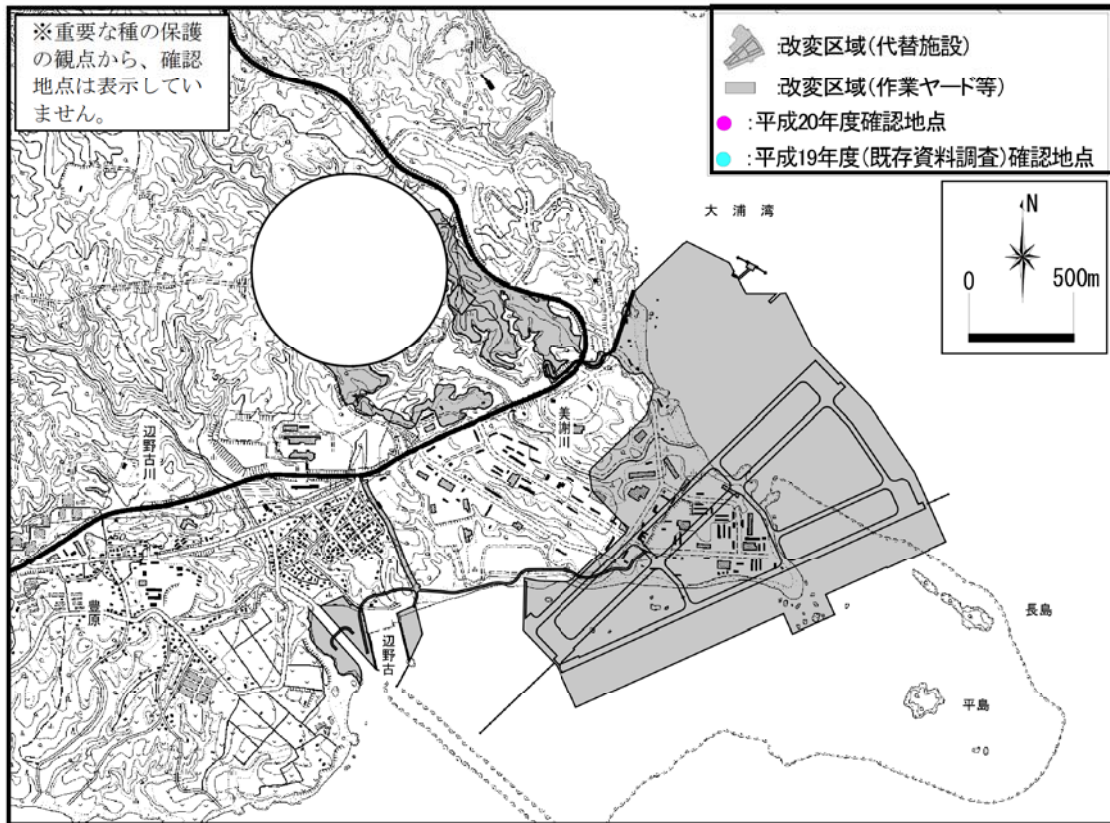 ※重要な種の保護
の観点から、確認
地点は表示してい
ません。
:改変区域(代替施設)
:改変区域(作業ヤード等)
:平成20年度確認地点
:平成19年度(既存資料調査)確認地点
大浦湾
N
0 500m
美謝川
辺野古川
豊原
辺野古
長島
平島